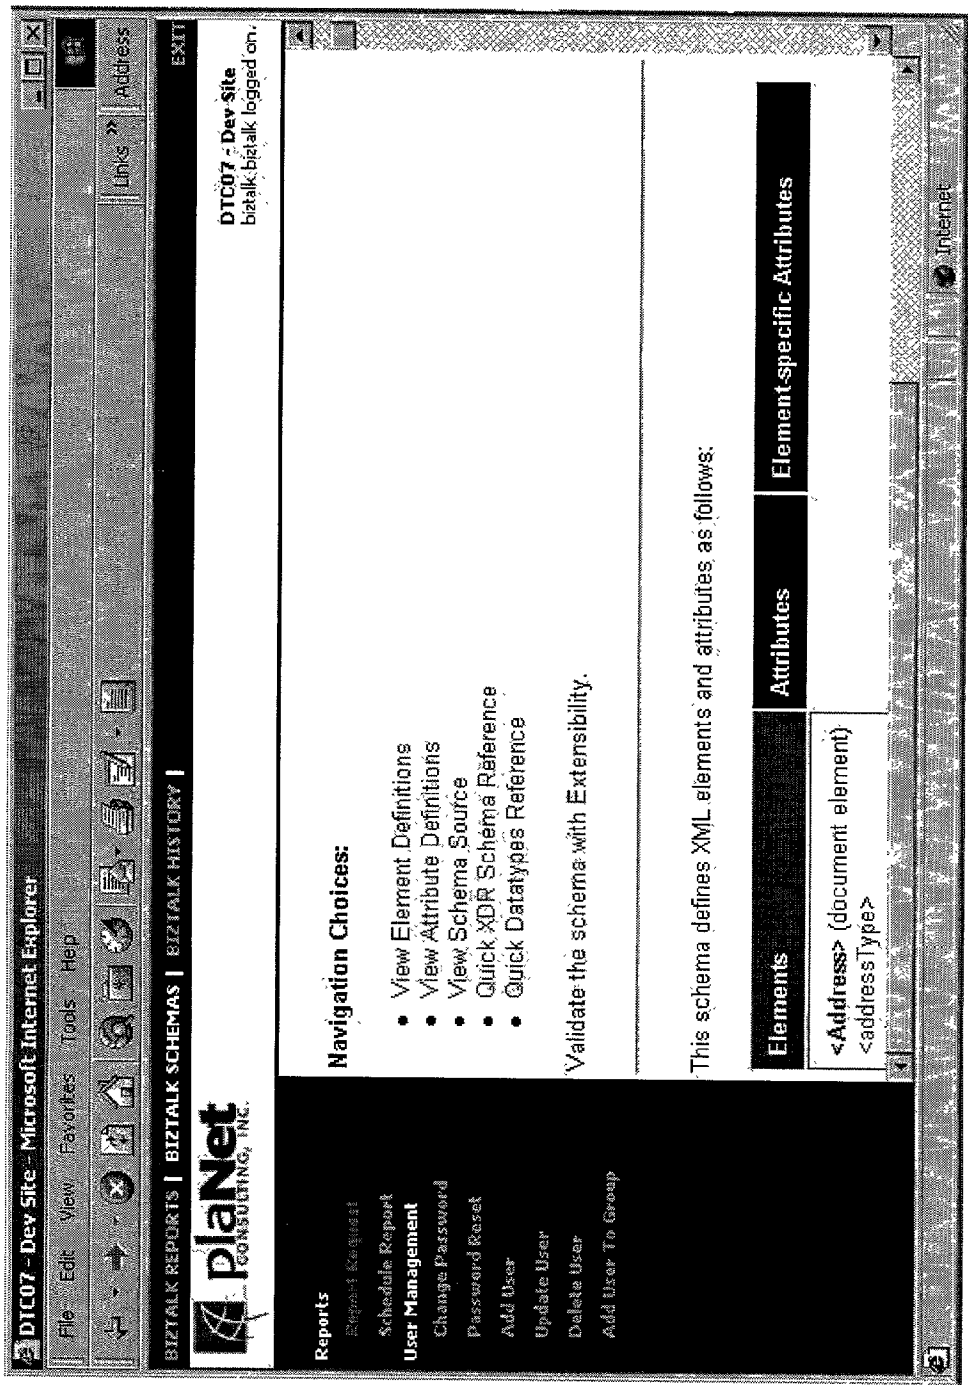 DTC07 - Dev Site - Microsoft Internet Explorer
File Edit View Favorites Tools Help
Links » Address
BIZTALK REPORTS | BIZTALK SCHEMAS | BIZTALK HISTORY | EXIT
plaNet
CONSULTING, INC.
DTC07 - Dev Site
biztalk biztalk logged on.
Reports
Report Request
Schedule Report
User Management
Change Password
Password Reset
Add User
Update User
Delete User
Add User To Group
Navigation Choices:
• View Element Definitions
• View Attribute Definitions
• View Schema Source
• Quick XDR Schema Reference
• Quick Datatypes Reference
Validate the schema with Extensibility.
This schema defines XML elements and attributes as follows:
Elements Attributes Element-specific Attributes
<Address> (document element)
<addressType>
Internet